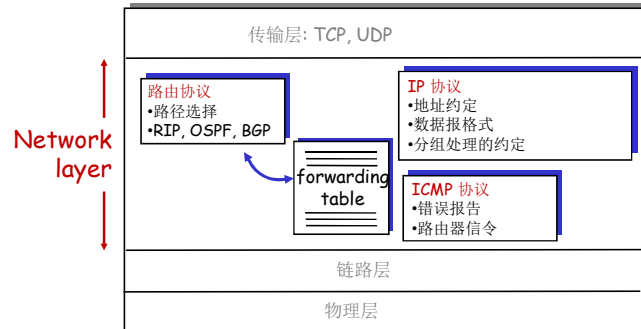 传输层: TCP, UDP
Network
layer
路由协议
•路径选择
•RIP, OSPF, BGP
forwarding
table
IP 协议
•地址约定
•数据报格式
•分组处理的约定
ICMP 协议
•错误报告
•路由器信令
链路层
物理层